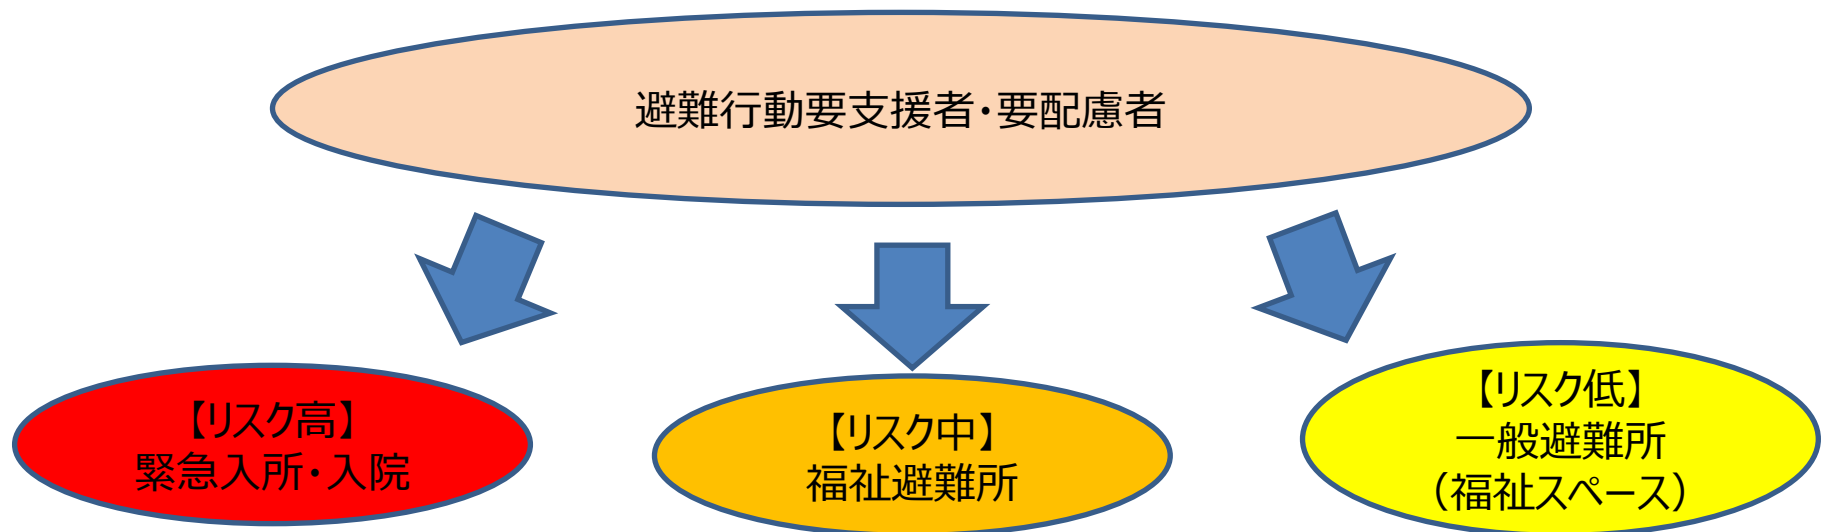 避難行動要支援者・要配慮者
【リスク高】
緊急入所・入院
【リスク中】
福祉避難所
【リスク低】
一般避難所
（福祉スペース）